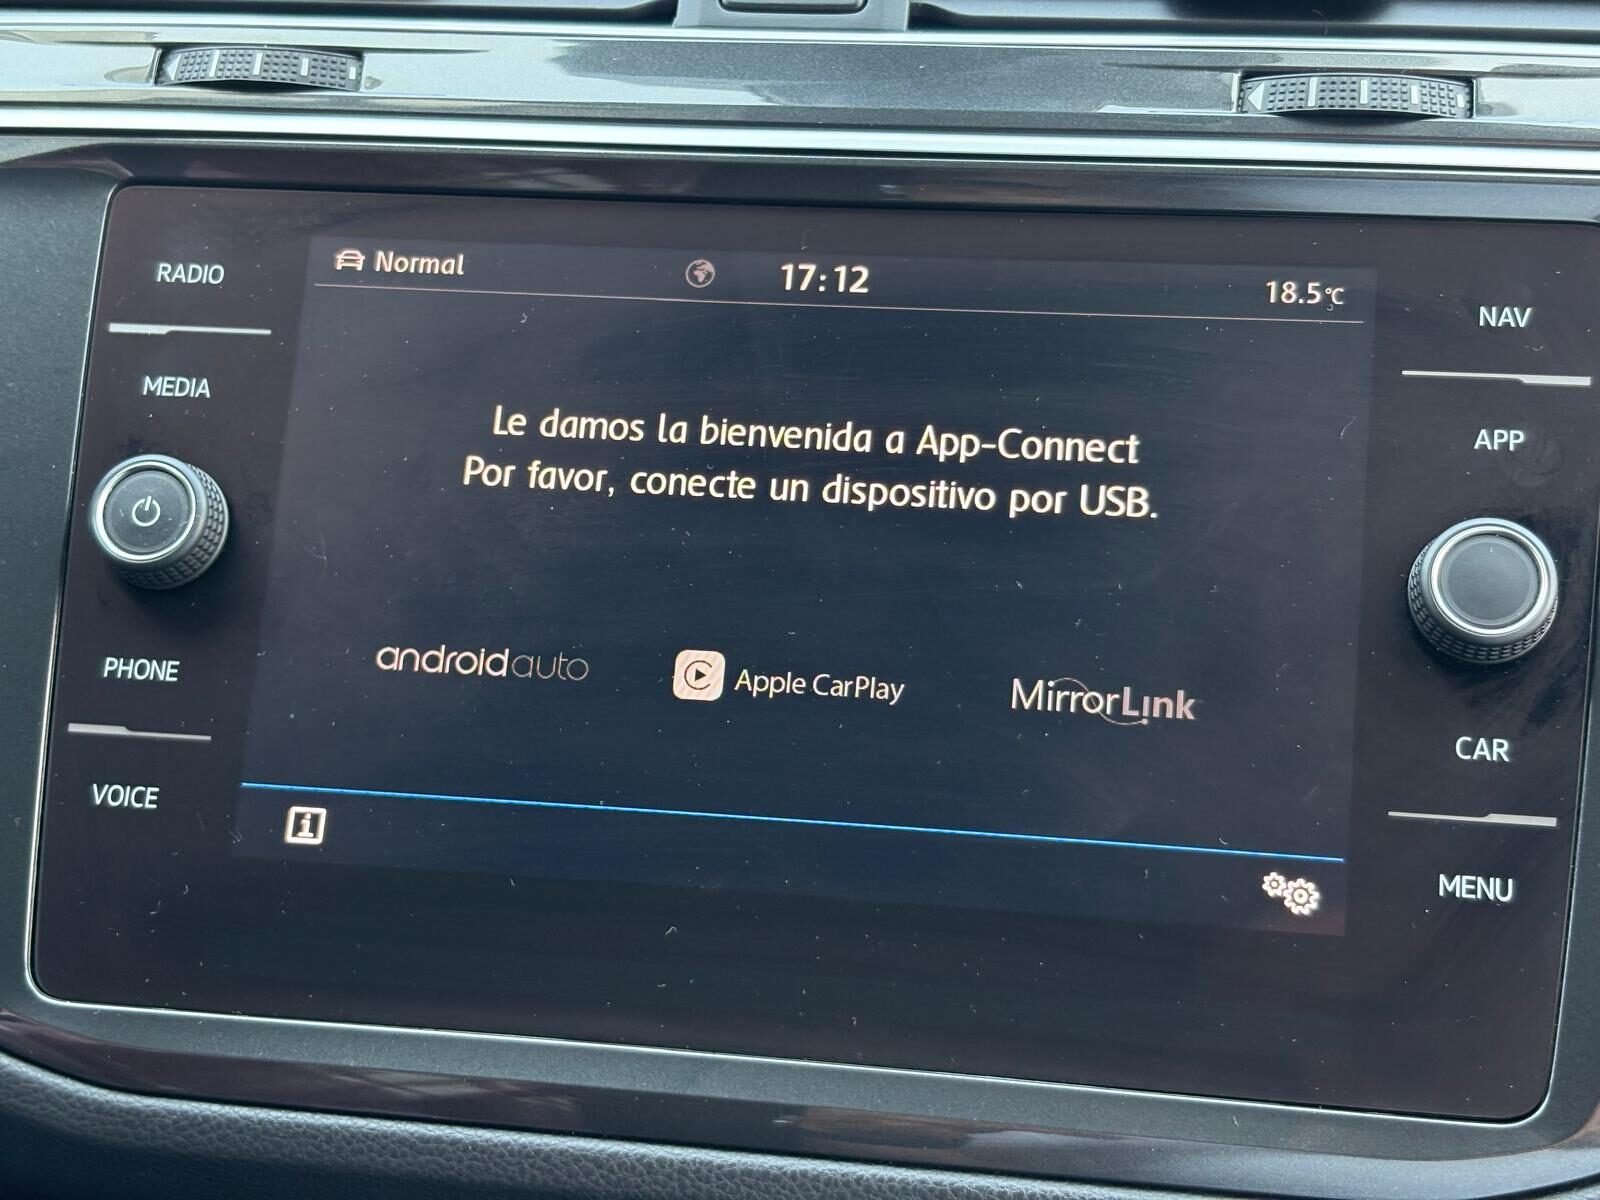 RADIO
MEDIA
PHONE
VOICE
Normal
17:12
18.5°C
Le damos la bienvenida a App-Connect
Por favor, conecte un dispositivo por USB.
androidauto
Apple CarPlay
MirrorLink
i
NAV
APP
CAR
MENU